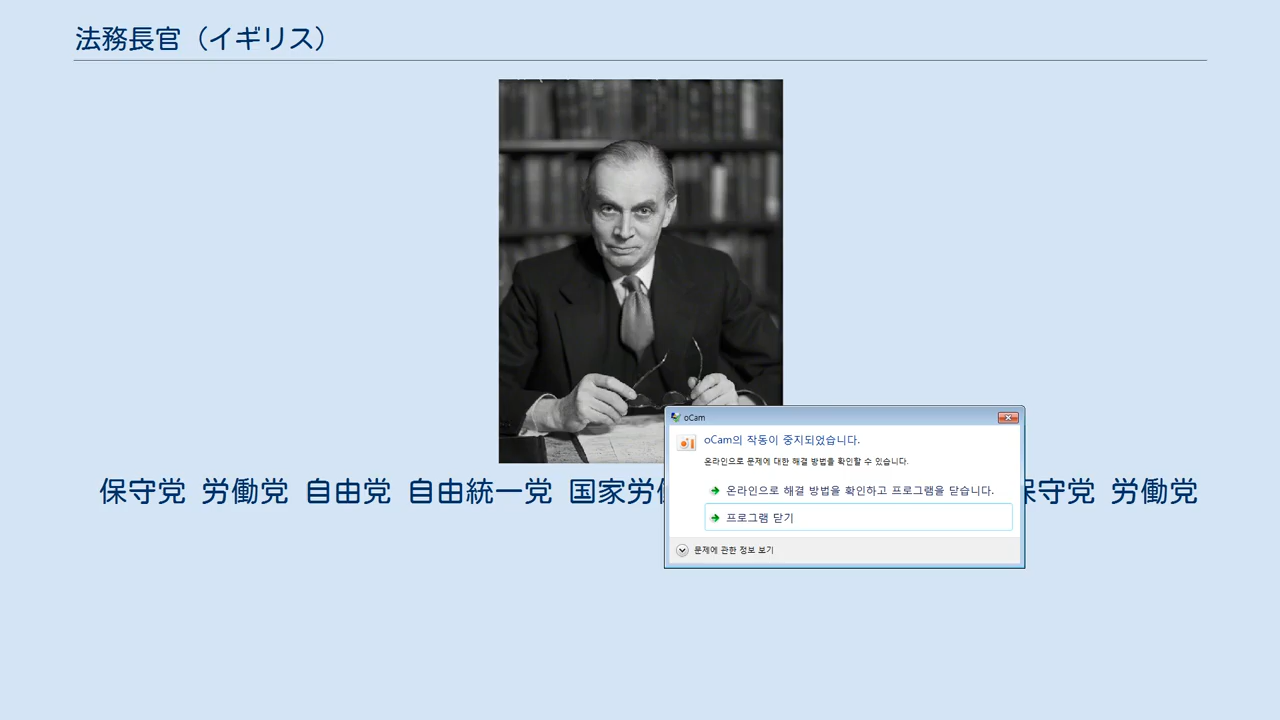 法務長官（イギリス）
保守党 労働党 自由党 自由統一党 国家労
守党 労働党
oCam
oCam의 작동이 중지되었습니다.
온라인으로 문제에 대한 해결 방법을 확인할 수 있습니다.
온라인으로 해결 방법을 확인하고 프로그램을 닫습니다.
프로그램 닫기
문제에 관한 정보 보기